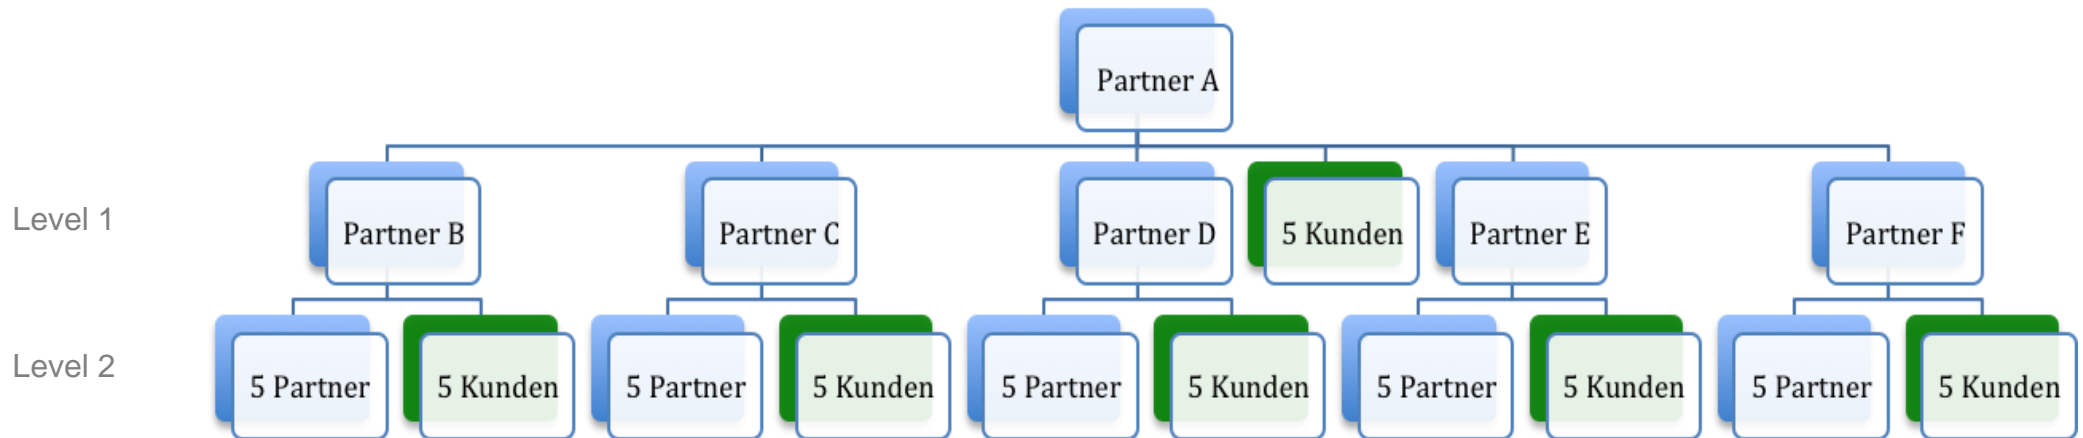 Partner A
Level 1
Partner B
Partner C
Partner D
5 Kunden
Partner E
Partner F
Level 2
5 Partner
5 Kunden
5 Partner
5 Kunden
5 Partner
5 Kunden
5 Partner
5 Kunden
5 Partner
5 Kunden